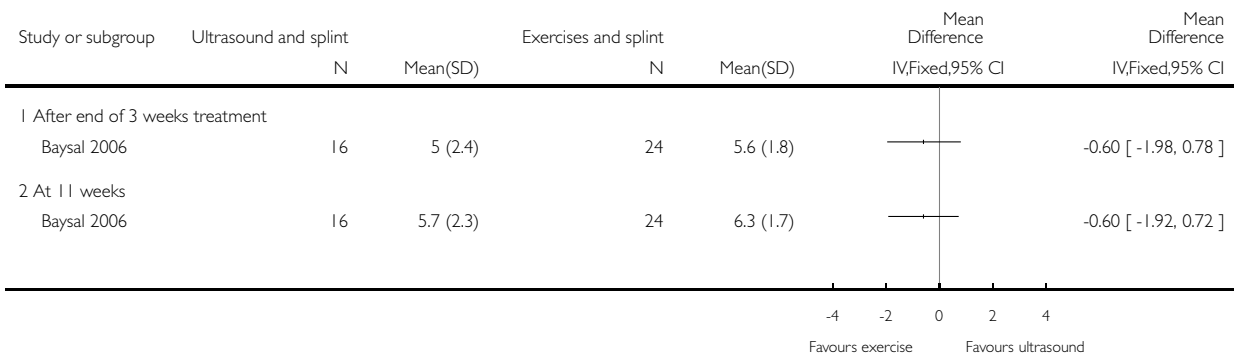 Study or subgroup Ultrasound and splint Exercises and splint Mean Difference Mean Difference
N Mean(SD) N Mean(SD) IV,Fixed,95% CI IV,Fixed,95% CI
1 After end of 3 weeks treatment
Baysal 2006 16 5 (2.4) 24 5.6 (1.8) -0.60 [ -1.98, 0.78 ]
2 At 11 weeks
Baysal 2006 16 5.7 (2.3) 24 6.3 (1.7) -0.60 [ -1.92, 0.72 ]
-4 -2 0 2 4
Favours exercise Favours ultrasound